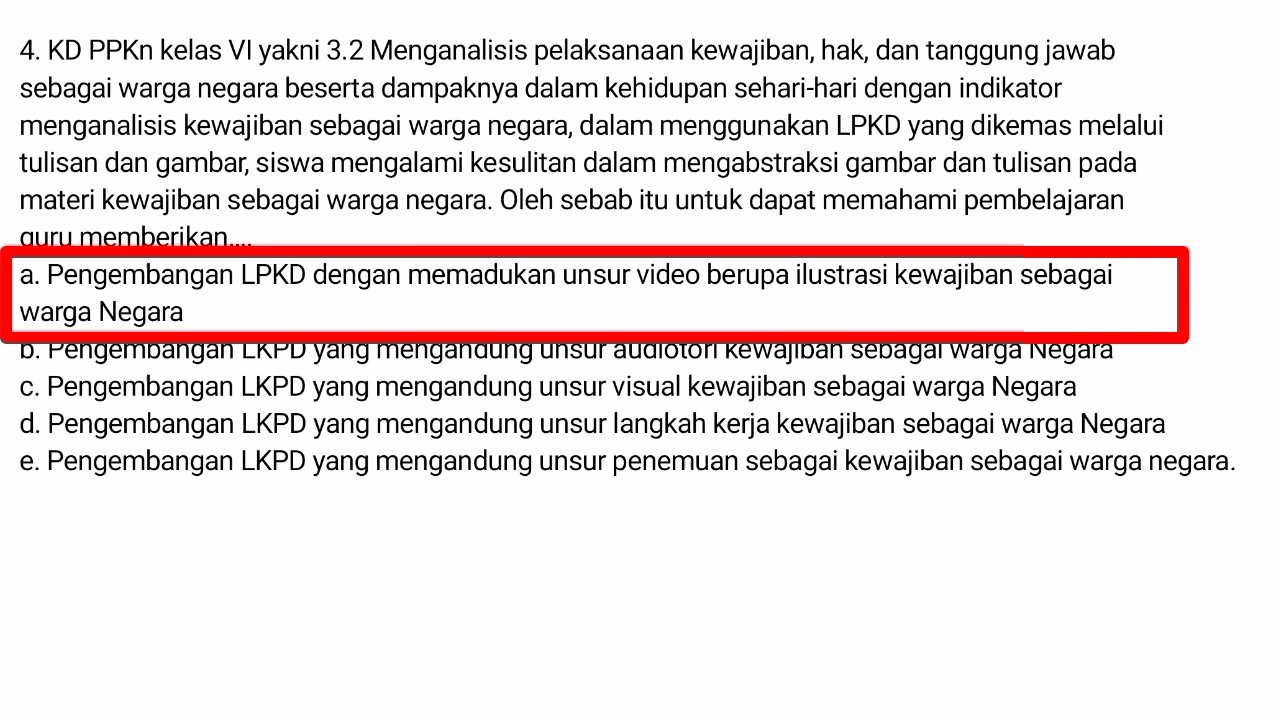 4. KD PPKn kelas VI yakni 3.2 Menganalisis pelaksanaan kewajiban, hak, dan tanggung jawab
sebagai warga negara beserta dampaknya dalam kehidupan sehari-hari dengan indikator
menganalisis kewajiban sebagai warga negara, dalam menggunakan LPKD yang dikemas melalui
tulisan dan gambar, siswa mengalami kesulitan dalam mengabstraksi gambar dan tulisan pada
materi kewajiban sebagai warga negara. Oleh sebab itu untuk dapat memahami pembelajaran
guru memberikan....
a. Pengembangan LPKD dengan memadukan unsur video berupa ilustrasi kewajiban sebagai
warga Negara
b. Pengembangan LKPD yang mengandung unsur audiotori kewajiban sebagai warga Negara
c. Pengembangan LKPD yang mengandung unsur visual kewajiban sebagai warga Negara
d. Pengembangan LKPD yang mengandung unsur langkah kerja kewajiban sebagai warga Negara
e. Pengembangan LKPD yang mengandung unsur penemuan sebagai kewajiban sebagai warga negara.